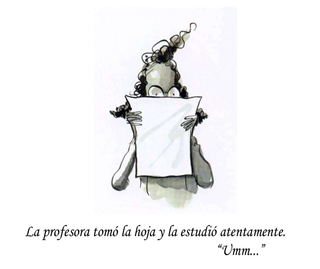 La profesora tomó la hoja y la estudió atentamente.
“Umm...”